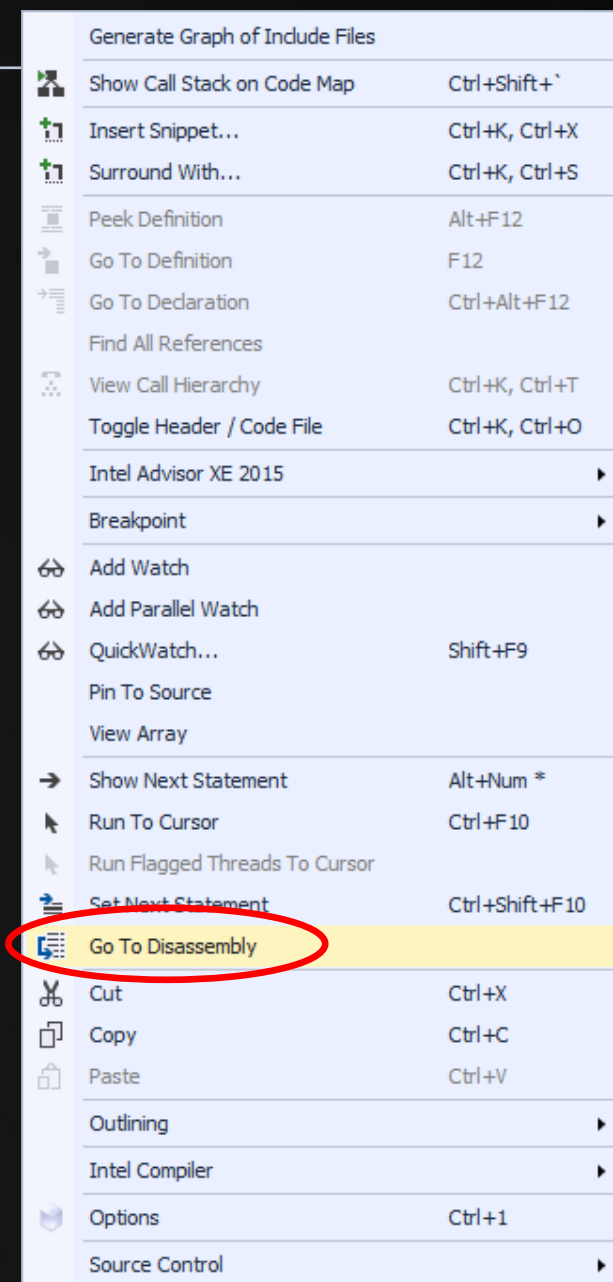 Generate Graph of Include Files
Show Call Stack on Code Map Ctrl+Shift+`
Insert Snippet... Ctrl+K, Ctrl+X
Surround With... Ctrl+K, Ctrl+S
Peek Definition Alt+F12
Go To Definition F12
Go To Declaration Ctrl+Alt+F12
Find All References
View Call Hierarchy Ctrl+K, Ctrl+T
Toggle Header / Code File Ctrl+K, Ctrl+O
Intel Advisor XE 2015
Breakpoint
Add Watch
Add Parallel Watch
QuickWatch... Shift+F9
Pin To Source
View Array
Show Next Statement Alt+Num *
Run To Cursor Ctrl+F10
Run Flagged Threads To Cursor
Set Next Statement Ctrl+Shift+F10
Go To Disassembly
Cut Ctrl+X
Copy Ctrl+C
Paste Ctrl+V
Outlining
Intel Compiler
Options Ctrl+1
Source Control